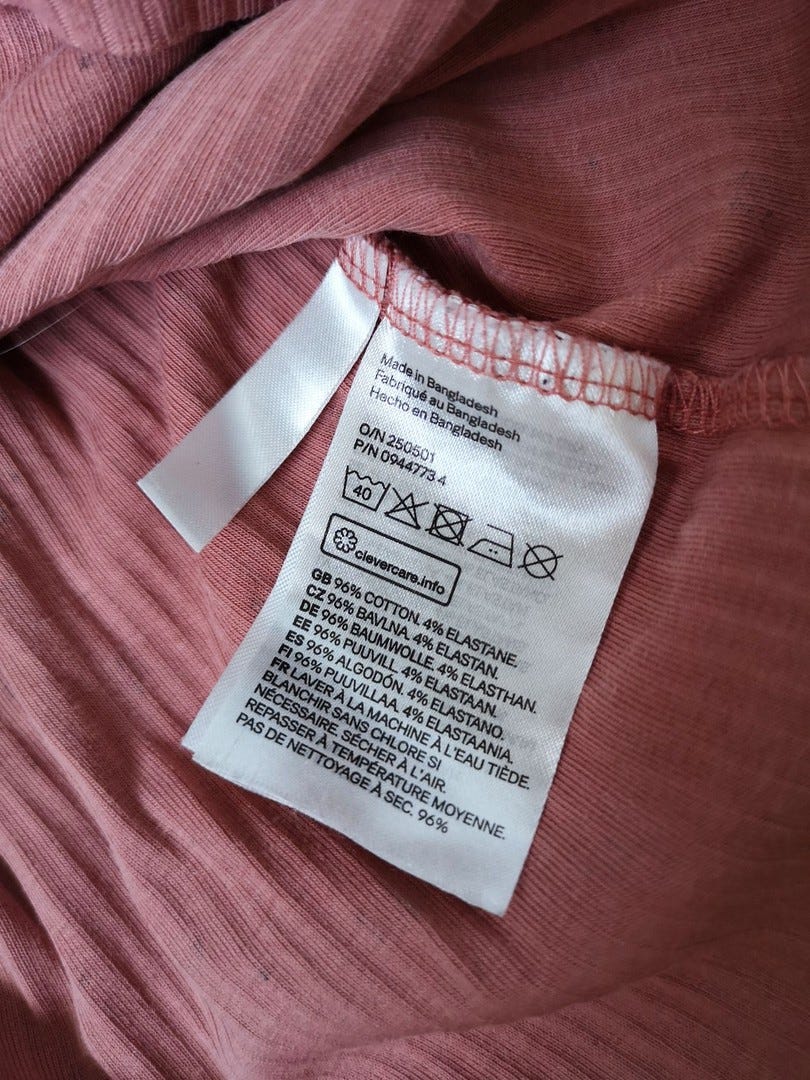 Made in Bangladesh
Fabriqué au Bangladesh
Hecho en Bangladesh
O/N 250501
P/N 0944773 4
40
clevercare.info
GB 96% COTTON. 4% ELASTANE.
CZ 96% BAVLNA. 4% ELASTAN.
DE 96% BAUMWOLLE. 4% ELASTHAN.
EE 96% PUUVILL. 4% ELASTAAN.
ES 96% ALGODÓN. 4% ELASTANO.
FI 96% PUUVILLAA. 4% ELASTAANIA.
FR LAVER À LA MACHINE À L'EAU TIÈDE.
BLANCHIR SANS CHLORE SI
NÉCESSAIRE. SÉCHER À L'AIR.
REPASSER À TEMPÉRATURE MOYENNE.
PAS DE NETTOYAGE À SEC. 96%